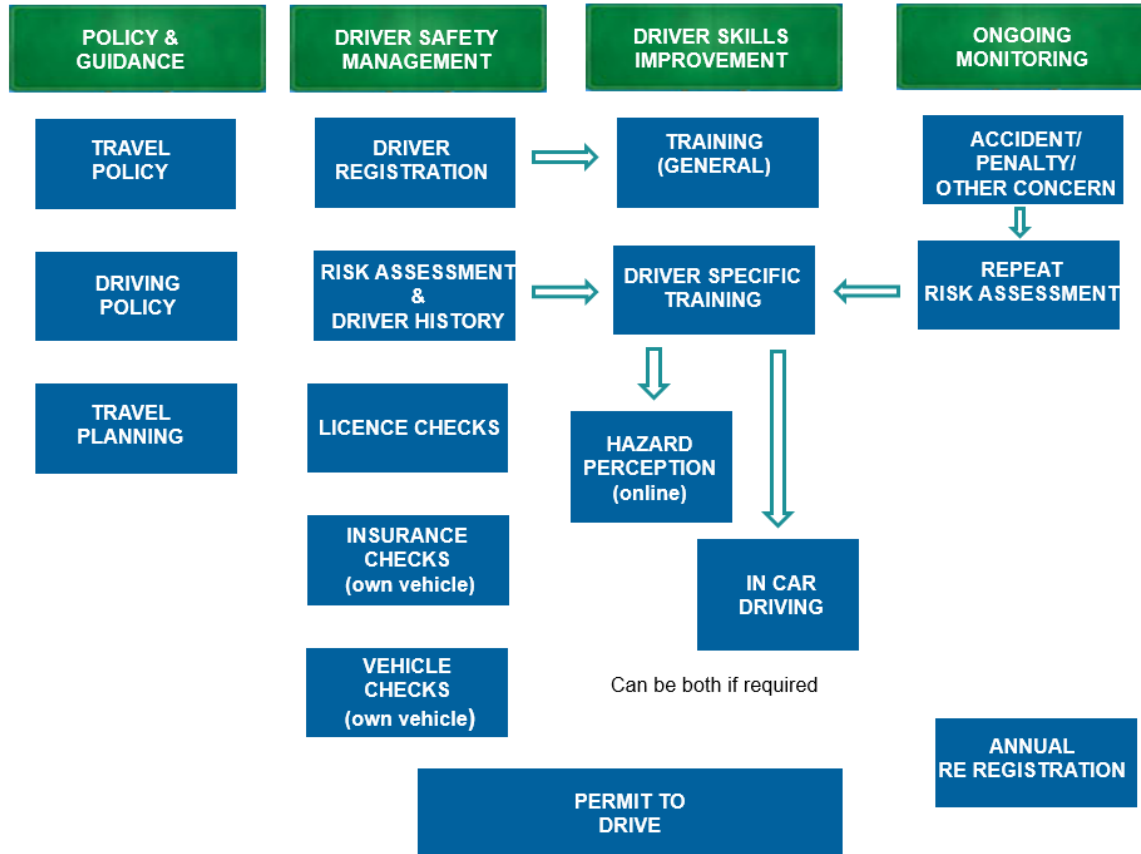 POLICY &
GUIDANCE
DRIVER SAFETY
MANAGEMENT
DRIVER SKILLS
IMPROVEMENT
ONGOING
MONITORING
TRAVEL
POLICY
DRIVER
REGISTRATION
TRAINING
(GENERAL)
ACCIDENT/
PENALTY/
OTHER CONCERN
DRIVING
POLICY
RISK ASSESSMENT
&
DRIVER HISTORY
DRIVER SPECIFIC
TRAINING
REPEAT
RISK ASSESSMENT
TRAVEL
PLANNING
LICENCE CHECKS
HAZARD
PERCEPTION
(online)
INSURANCE
CHECKS
(own vehicle)
IN CAR
DRIVING
VEHICLE
CHECKS
(own vehicle)
Can be both if required
ANNUAL
RE REGISTRATION
PERMIT TO
DRIVE